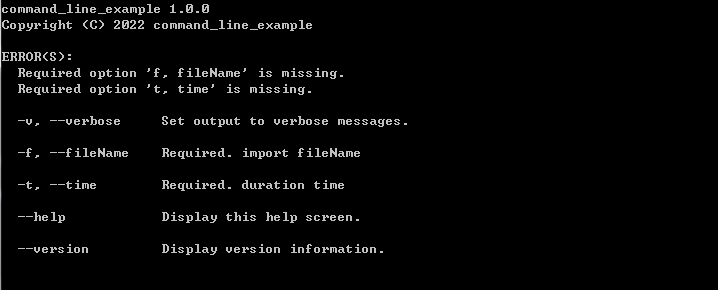 command_line_example 1.0.0
Copyright (C) 2022 command_line_example
ERROR(S):
Required option 'f, fileName' is missing.
Required option 't, time' is missing.
-v, --verbose Set output to verbose messages.
-f, --fileName Required. import fileName
-t, --time Required. duration time
--help Display this help screen.
--version Display version information.